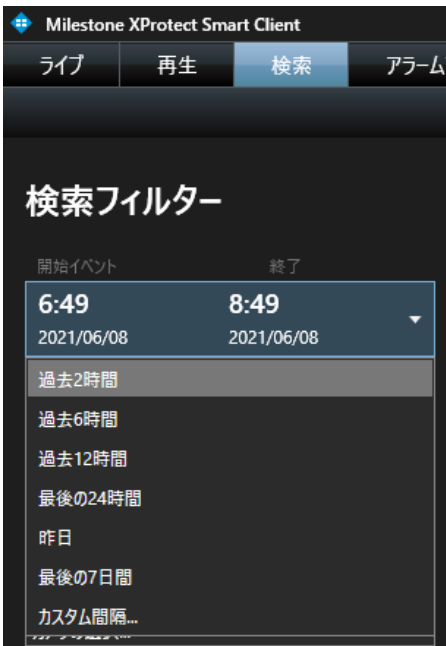 Milestone XProtect Smart Client
ライブ 再生 検索 アラーム
検索フィルター
開始イベント 終了
6:49 8:49
2021/06/08 2021/06/08
過去2時間
過去6時間
過去12時間
最後の24時間
昨日
最後の7日間
カスタム間隔...